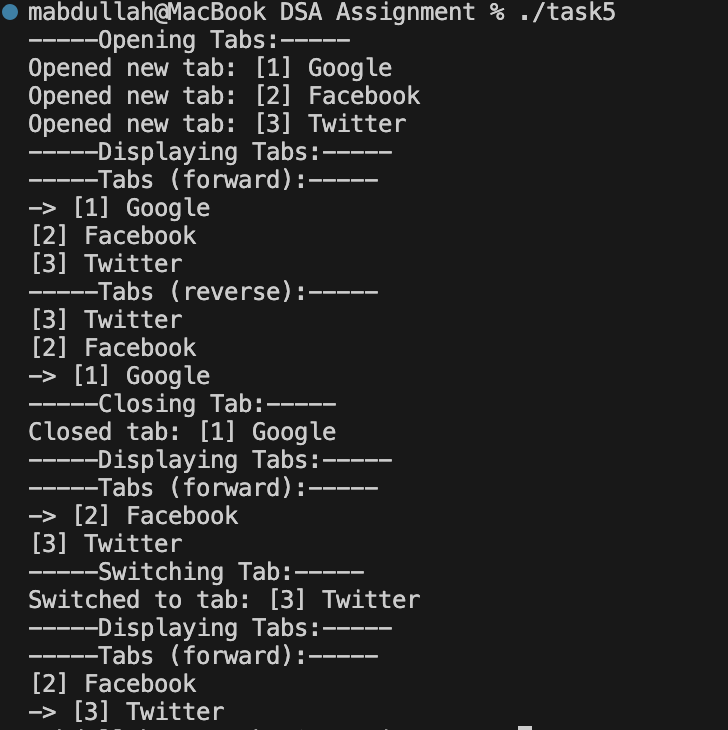 mabdullah@MacBook DSA Assignment % ./task5
-----Opening Tabs:-----
Opened new tab: [1] Google
Opened new tab: [2] Facebook
Opened new tab: [3] Twitter
-----Displaying Tabs:-----
-----Tabs (forward):-----
-> [1] Google
[2] Facebook
[3] Twitter
-----Tabs (reverse):-----
[3] Twitter
[2] Facebook
-> [1] Google
-----Closing Tab:-----
Closed tab: [1] Google
-----Displaying Tabs:-----
-----Tabs (forward):-----
-> [2] Facebook
[3] Twitter
-----Switching Tab:-----
Switched to tab: [3] Twitter
-----Displaying Tabs:-----
-----Tabs (forward):-----
[2] Facebook
-> [3] Twitter